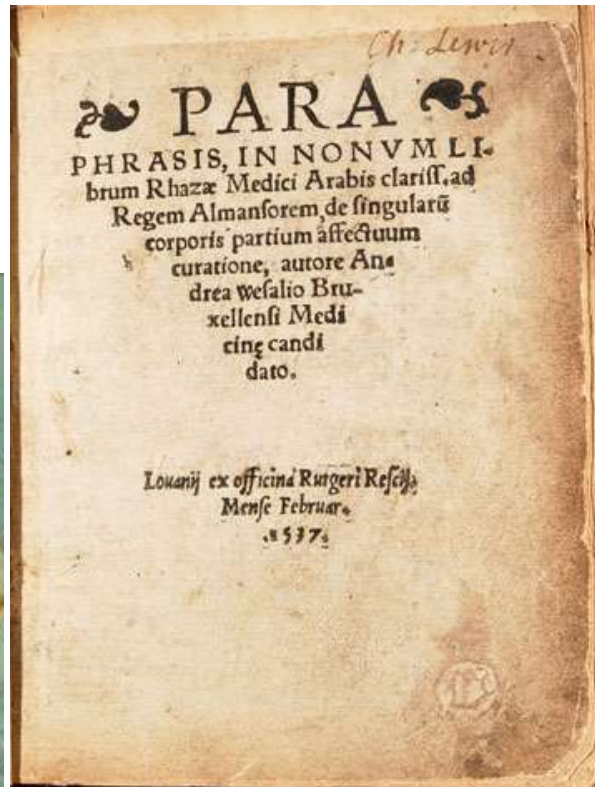 Ch: Lewis
PARA
PHRASIS, IN NONVM LI-
brum Rhazæ Medici Arabis clariſſ. ad
Regem Almanſorem, de ſingularū
corporis partium affectuum
curatione, autore An-
drea Weſalio Bru-
xellenſi Medi
cinę candi
dato.
Louanij ex officina Rutgeri Reſcij,
Menſe Februar.
.1537.